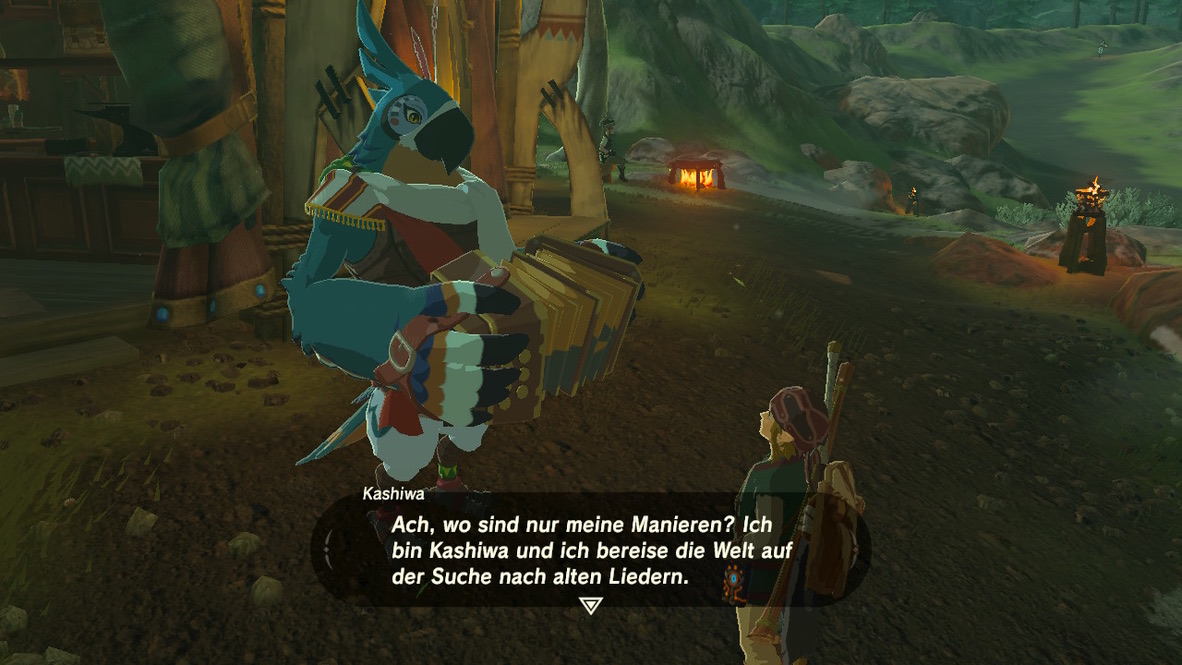 Kashiwa
Ach, wo sind nur meine Manieren? Ich
bin Kashiwa und ich bereise die Welt auf
der Suche nach alten Liedern.